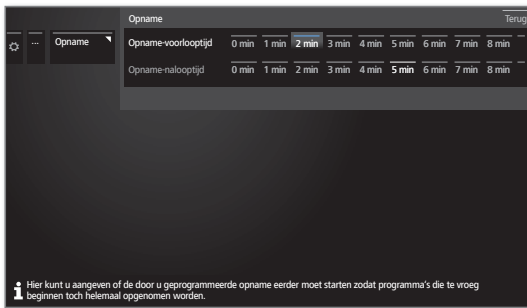 Opname
Terug
... Opname
Opname-voorlooptijd 0 min 1 min 2 min 3 min 4 min 5 min 6 min 7 min 8 min
Opname-nalooptijd 0 min 1 min 2 min 3 min 4 min 5 min 6 min 7 min 8 min
Hier kunt u aangeven of de door u geprogrammeerde opname eerder moet starten zodat programma's die te vroeg
beginnen toch helemaal opgenomen worden.